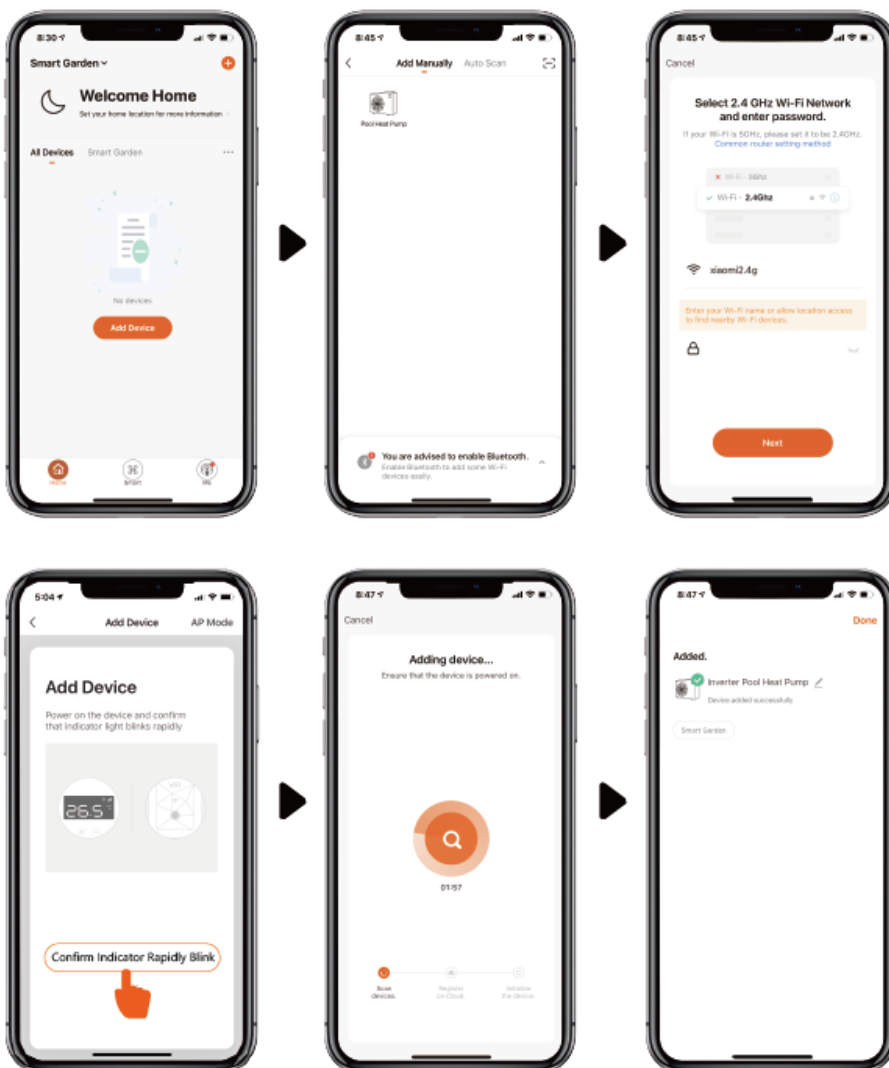 8:30
Smart Garden
Welcome Home
Set your home location for more information
All Devices Smart Garden
No devices
Add Device
Home Smart Me
8:45
Add Manually Auto Scan
Pool Heat Pump
You are advised to enable Bluetooth.
Enable Bluetooth to add some Wi-Fi
devices easily.
8:45
Cancel
Select 2.4 GHz Wi-Fi Network
and enter password.
If your Wi-Fi is 5GHz, please set it to be 2.4GHz.
Common router setting method
Wi-Fi - 5Ghz
Wi-Fi - 2.4Ghz
xiaomi2.4g
Enter your Wi-Fi name or allow location access
to find nearby Wi-Fi devices.
Next
5:04
Add Device AP Mode
Add Device
Power on the device and confirm
that indicator light blinks rapidly
26.5
Confirm Indicator Rapidly Blink
8:47
Cancel
Adding device...
Ensure that the device is powered on.
01:57
Scan
devices.
Register
on Cloud.
Initialize
the device.
8:47
Done
Added.
Inverter Pool Heat Pump
Device added successfully
Smart Garden